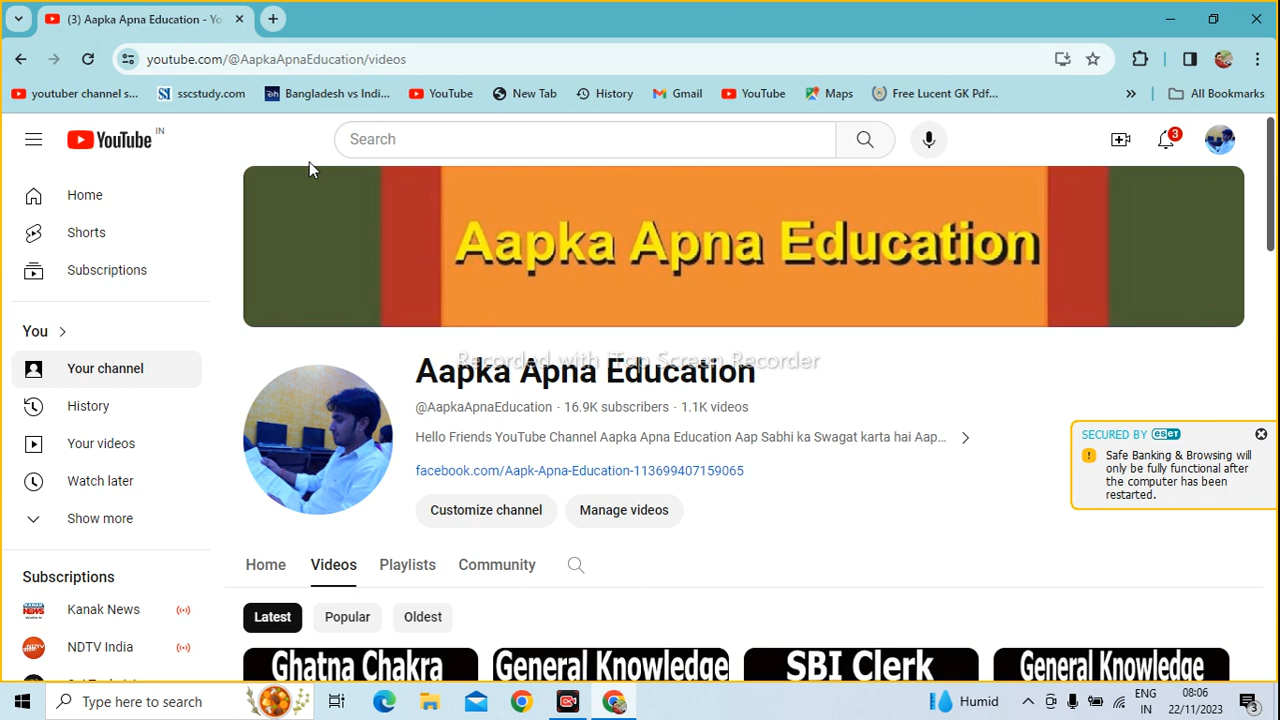 (3) Aapka Apna Education - Yo
youtube.com/@AapkaApnaEducation/videos
youtuber channel s...
sscstudy.com
Bangladesh vs Indi...
YouTube
New Tab
History
Gmail
YouTube
Maps
Free Lucent GK Pdf...
»
All Bookmarks
YouTube IN
Search
3
Home
Shorts
Subscriptions
You
Your channel
History
Your videos
Watch later
Show more
Subscriptions
Kanak News
NDTV India
Aapka Apna Education
Recorded with iTop Screen Recorder
Aapka Apna Education
@AapkaApnaEducation · 16.9K subscribers · 1.1K videos
Hello Friends YouTube Channel Aapka Apna Education Aap Sabhi ka Swagat karta hai Aap...
facebook.com/Aapk-Apna-Education-113699407159065
Customize channel
Manage videos
SECURED BY eset
Safe Banking & Browsing will
only be fully functional after
the computer has been
restarted.
Home
Videos
Playlists
Community
Latest
Popular
Oldest
Ghatna Chakra
General Knowledge
SBI Clerk
General Knowledge
Type here to search
Humid
ENG
IN
08:06
22/11/2023
3